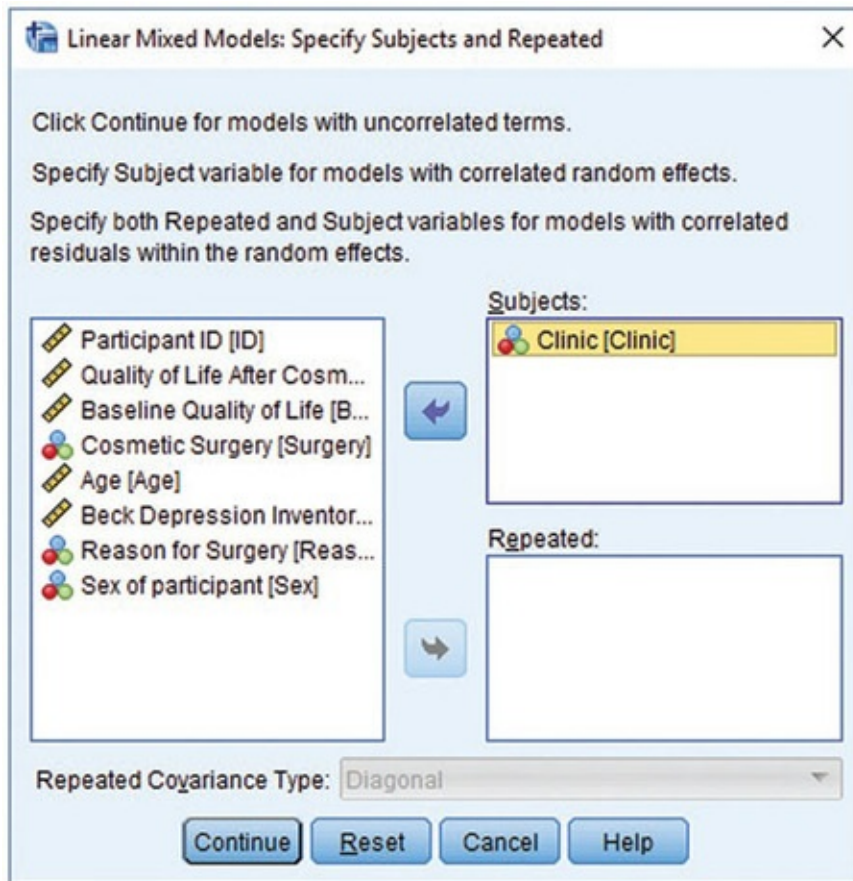 Linear Mixed Models: Specify Subjects and Repeated
Click Continue for models with uncorrelated terms.
Specify Subject variable for models with correlated random effects.
Specify both Repeated and Subject variables for models with correlated
residuals within the random effects.
Participant ID [ID]
Quality of Life After Cosm...
Baseline Quality of Life [B...
Cosmetic Surgery [Surgery]
Age [Age]
Beck Depression Inventor...
Reason for Surgery [Reas...
Sex of participant [Sex]
Subjects:
Clinic [Clinic]
Repeated:
Repeated Covariance Type: Diagonal
Continue Reset Cancel Help